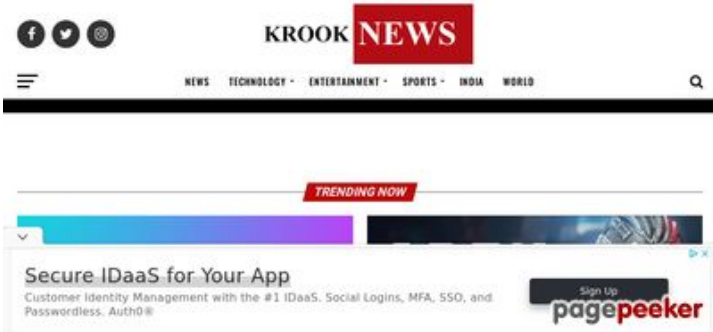 KROOK NEWS
NEWS TECHNOLOGY ENTERTAINMENT SPORTS INDIA WORLD
TRENDING NOW
Secure IDaaS for Your App
Customer Identity Management with the #1 IDaaS. Social Logins, MFA, SSO, and
Passwordless. Auth0®
Sign Up
pagepeeker